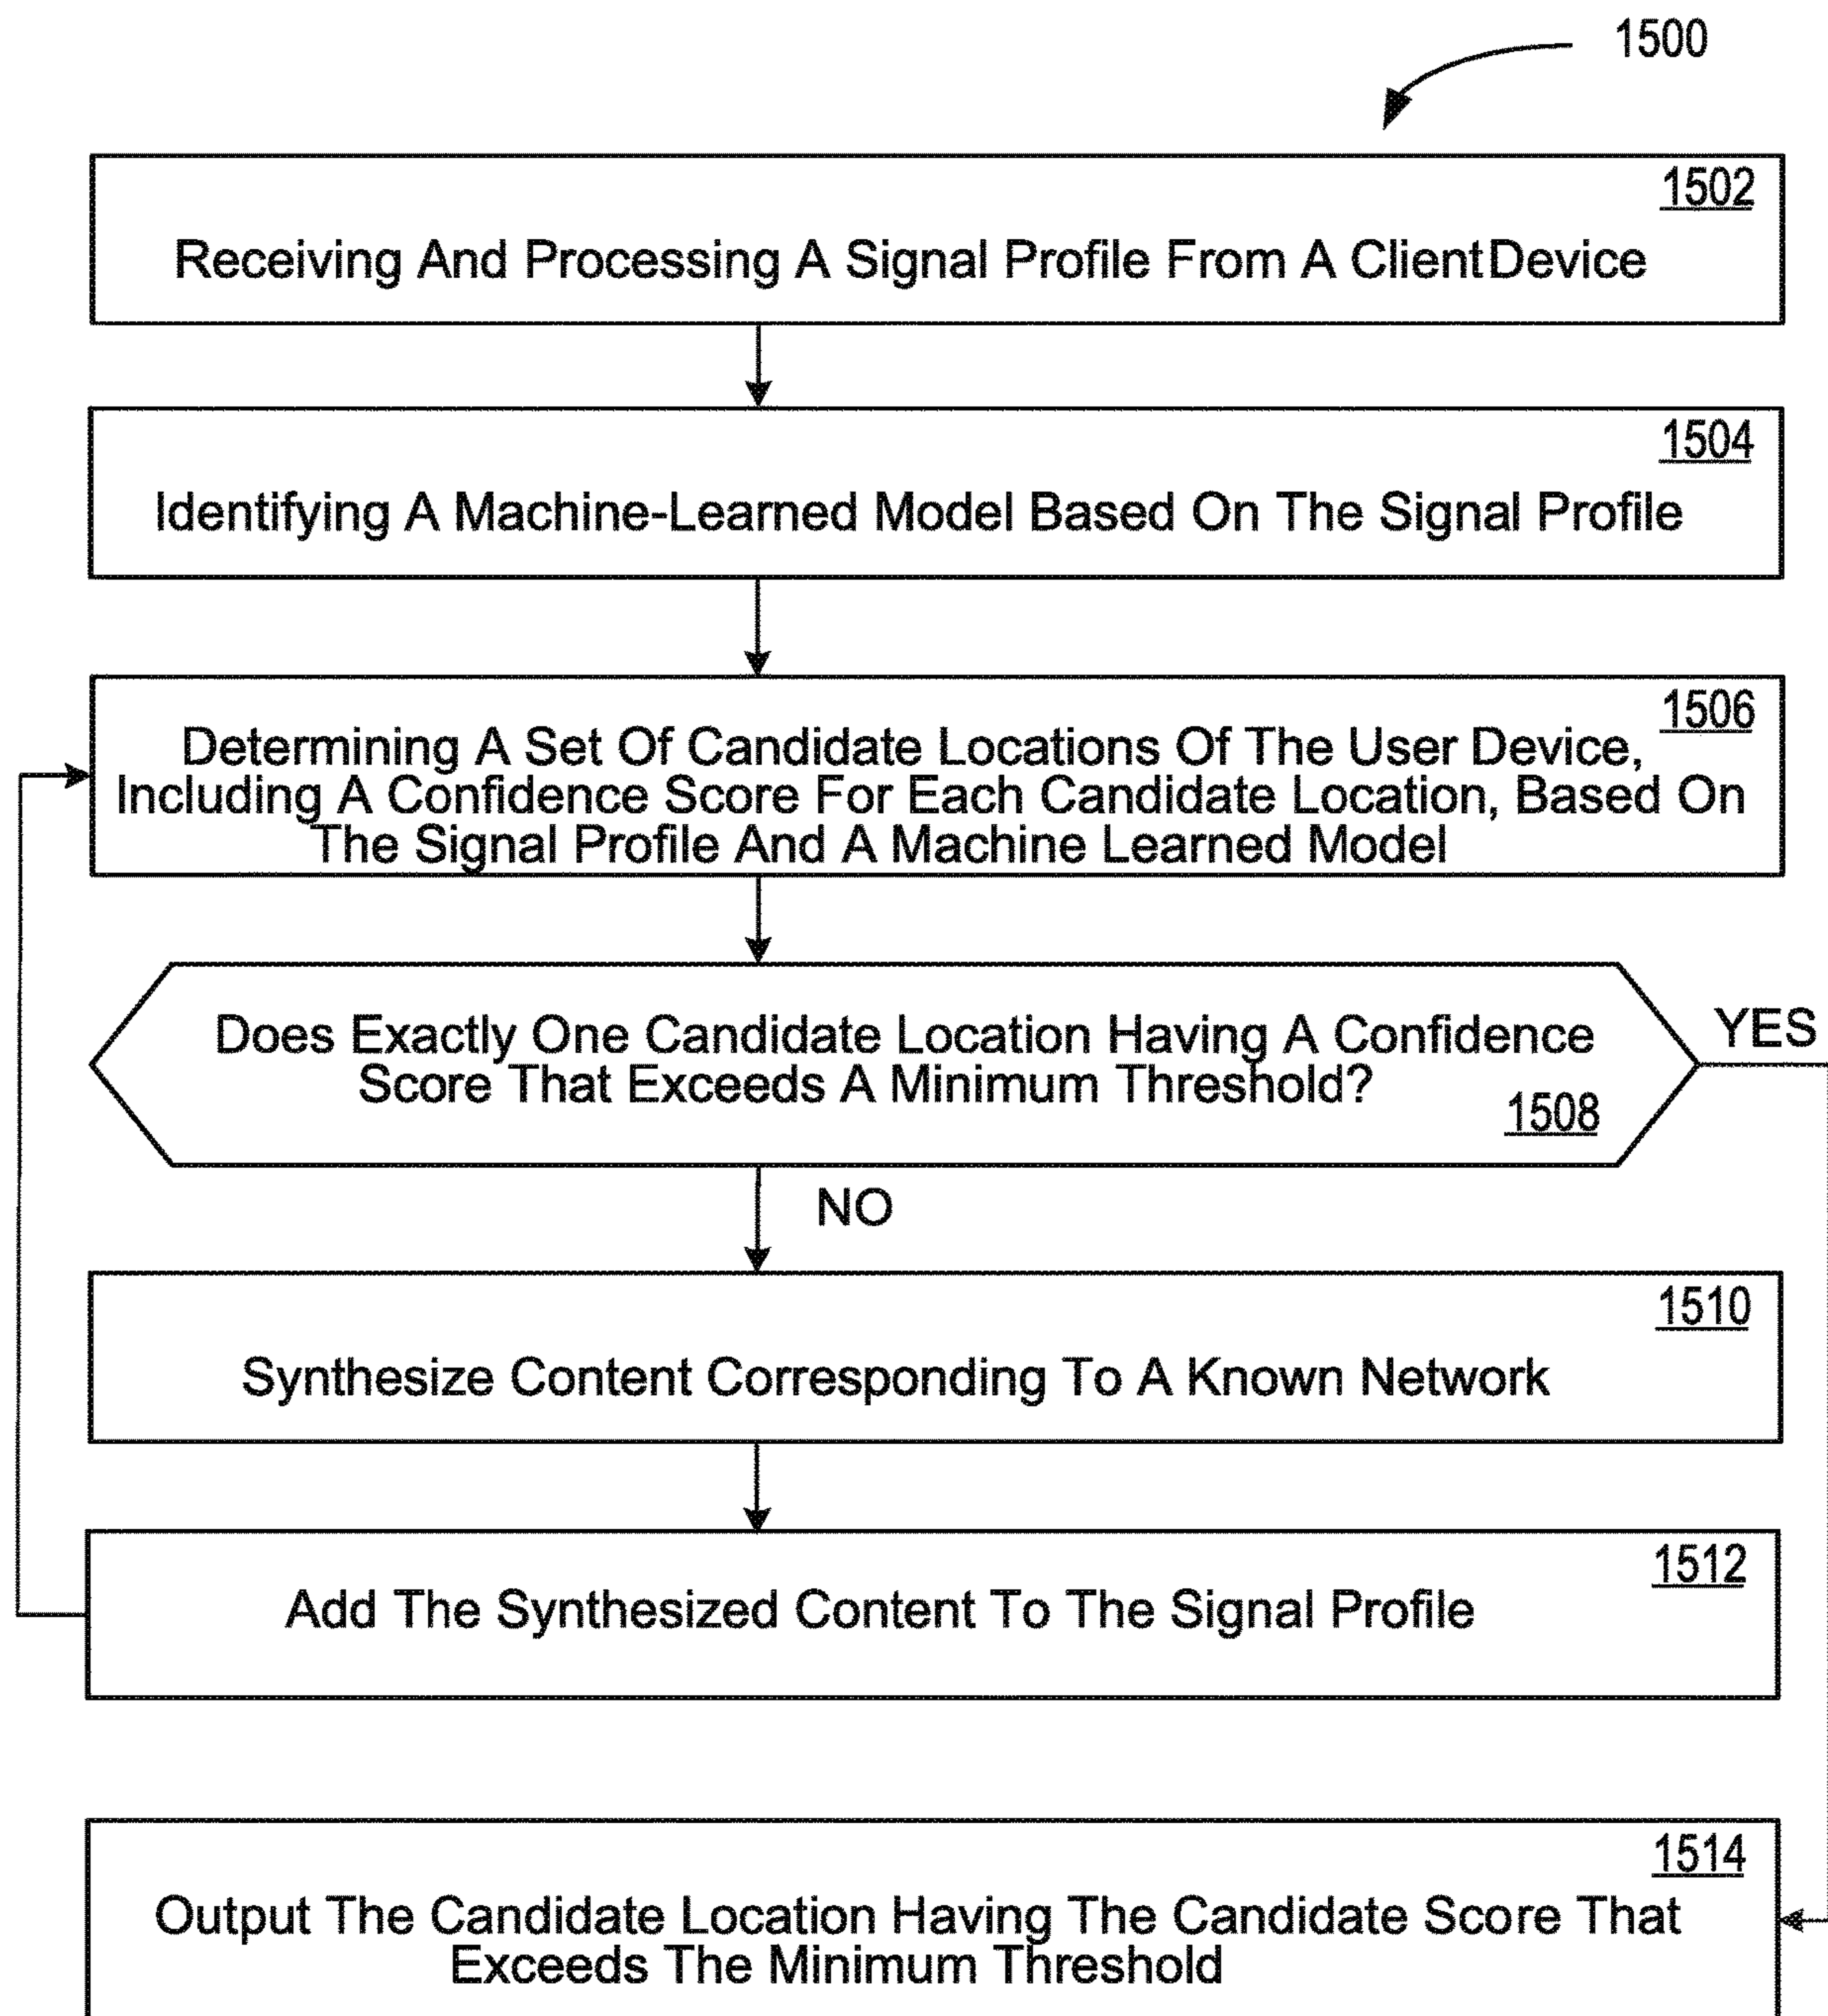 1500
1502
Receiving And Processing A Signal Profile From A Client Device
1504
Identifying A Machine-Learned Model Based On The Signal Profile
1506
Determining A Set Of Candidate Locations Of The User Device,
Including A Confidence Score For Each Candidate Location, Based On
The Signal Profile And A Machine Learned Model
Does Exactly One Candidate Location Having A Confidence
Score That Exceeds A Minimum Threshold?
1508
YES
NO
1510
Synthesize Content Corresponding To A Known Network
1512
Add The Synthesized Content To The Signal Profile
1514
Output The Candidate Location Having The Candidate Score That
Exceeds The Minimum Threshold